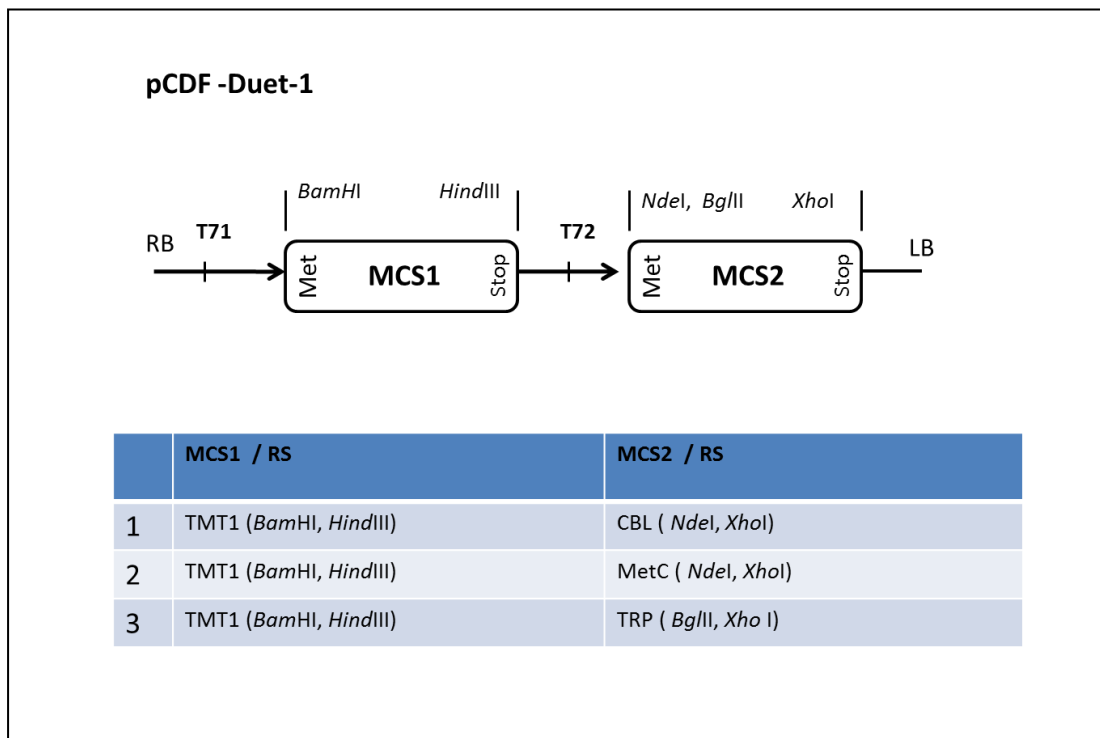 pCDF -Duet-1
BamHI HindIII NdeI, BglII XhoI
RB T71 T72 LB
Met MCS1 Stop Met MCS2 Stop
MCS1 / RS MCS2 / RS
1 TMT1 (BamHI, HindIII) CBL ( NdeI, XhoI)
2 TMT1 (BamHI, HindIII) MetC ( NdeI, XhoI)
3 TMT1 (BamHI, HindIII) TRP ( BglII, Xho I)